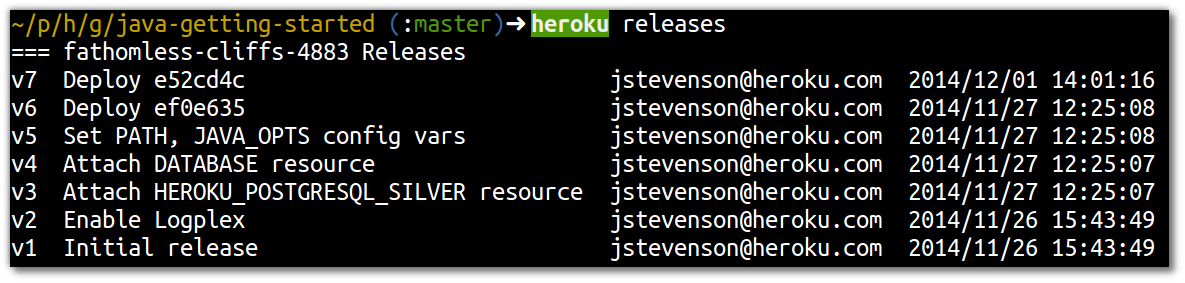 ~/p/h/g/java-getting-started (:master)➜heroku releases
=== fathomless-cliffs-4883 Releases
v7  Deploy e52cd4c                            jstevenson@heroku.com  2014/12/01 14:01:16
v6  Deploy ef0e635                            jstevenson@heroku.com  2014/11/27 12:25:08
v5  Set PATH, JAVA_OPTS config vars           jstevenson@heroku.com  2014/11/27 12:25:08
v4  Attach DATABASE resource                  jstevenson@heroku.com  2014/11/27 12:25:07
v3  Attach HEROKU_POSTGRESQL_SILVER resource  jstevenson@heroku.com  2014/11/27 12:25:07
v2  Enable Logplex                            jstevenson@heroku.com  2014/11/26 15:43:49
v1  Initial release                           jstevenson@heroku.com  2014/11/26 15:43:49